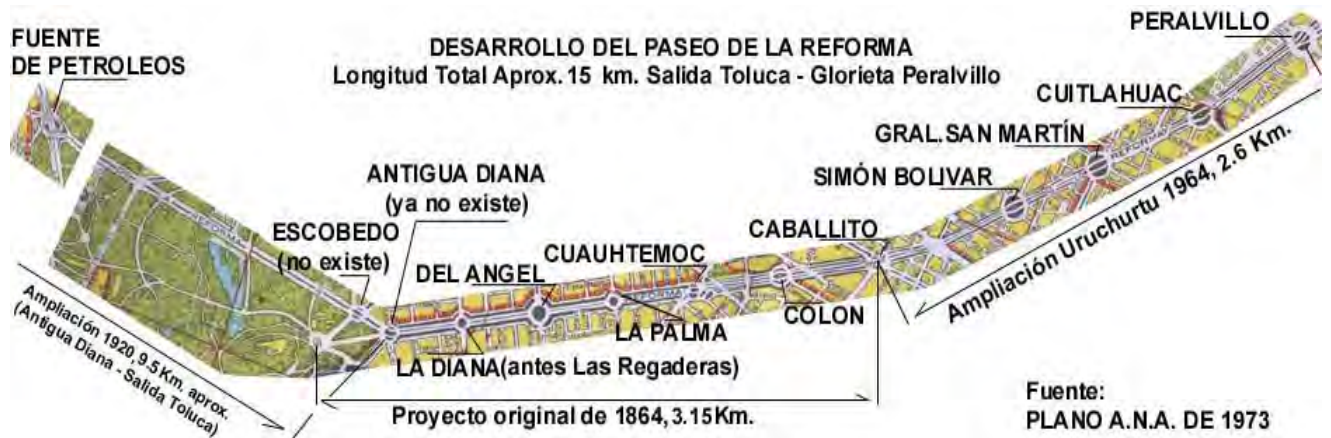 DESARROLLO DEL PASEO DE LA REFORMA
Longitud Total Aprox. 15 km. Salida Toluca - Glorieta Peralvillo
FUENTE
DE PETROLEOS
ESCOBEDO
(no existe)
ANTIGUA DIANA
(ya no existe)
DEL ANGEL
CUAUHTEMOC
CABALLITO
SIMÓN BOLIVAR
GRAL. SAN MARTÍN
CUITLAHUAC
PERALVILLO
REFORMA
REFORMA
REFORMA
LA DIANA(antes Las Regaderas)
LA PALMA
COLON
Ampliación 1920, 9.5 Km. aprox.
(Antigua Diana - Salida Toluca)
Proyecto original de 1864, 3.15Km.
Ampliación Uruchurtu 1964, 2.6 Km.
Fuente:
PLANO A.N.A. DE 1973